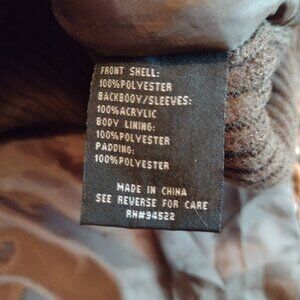 FRONT SHELL:
100%POLYESTER
BACKBODY/SLEEVES:
100%ACRYLIC
BODY LINING:
100%POLYESTER
PADDING:
100%POLYESTER
MADE IN CHINA
SEE REVERSE FOR CARE
RN#94522